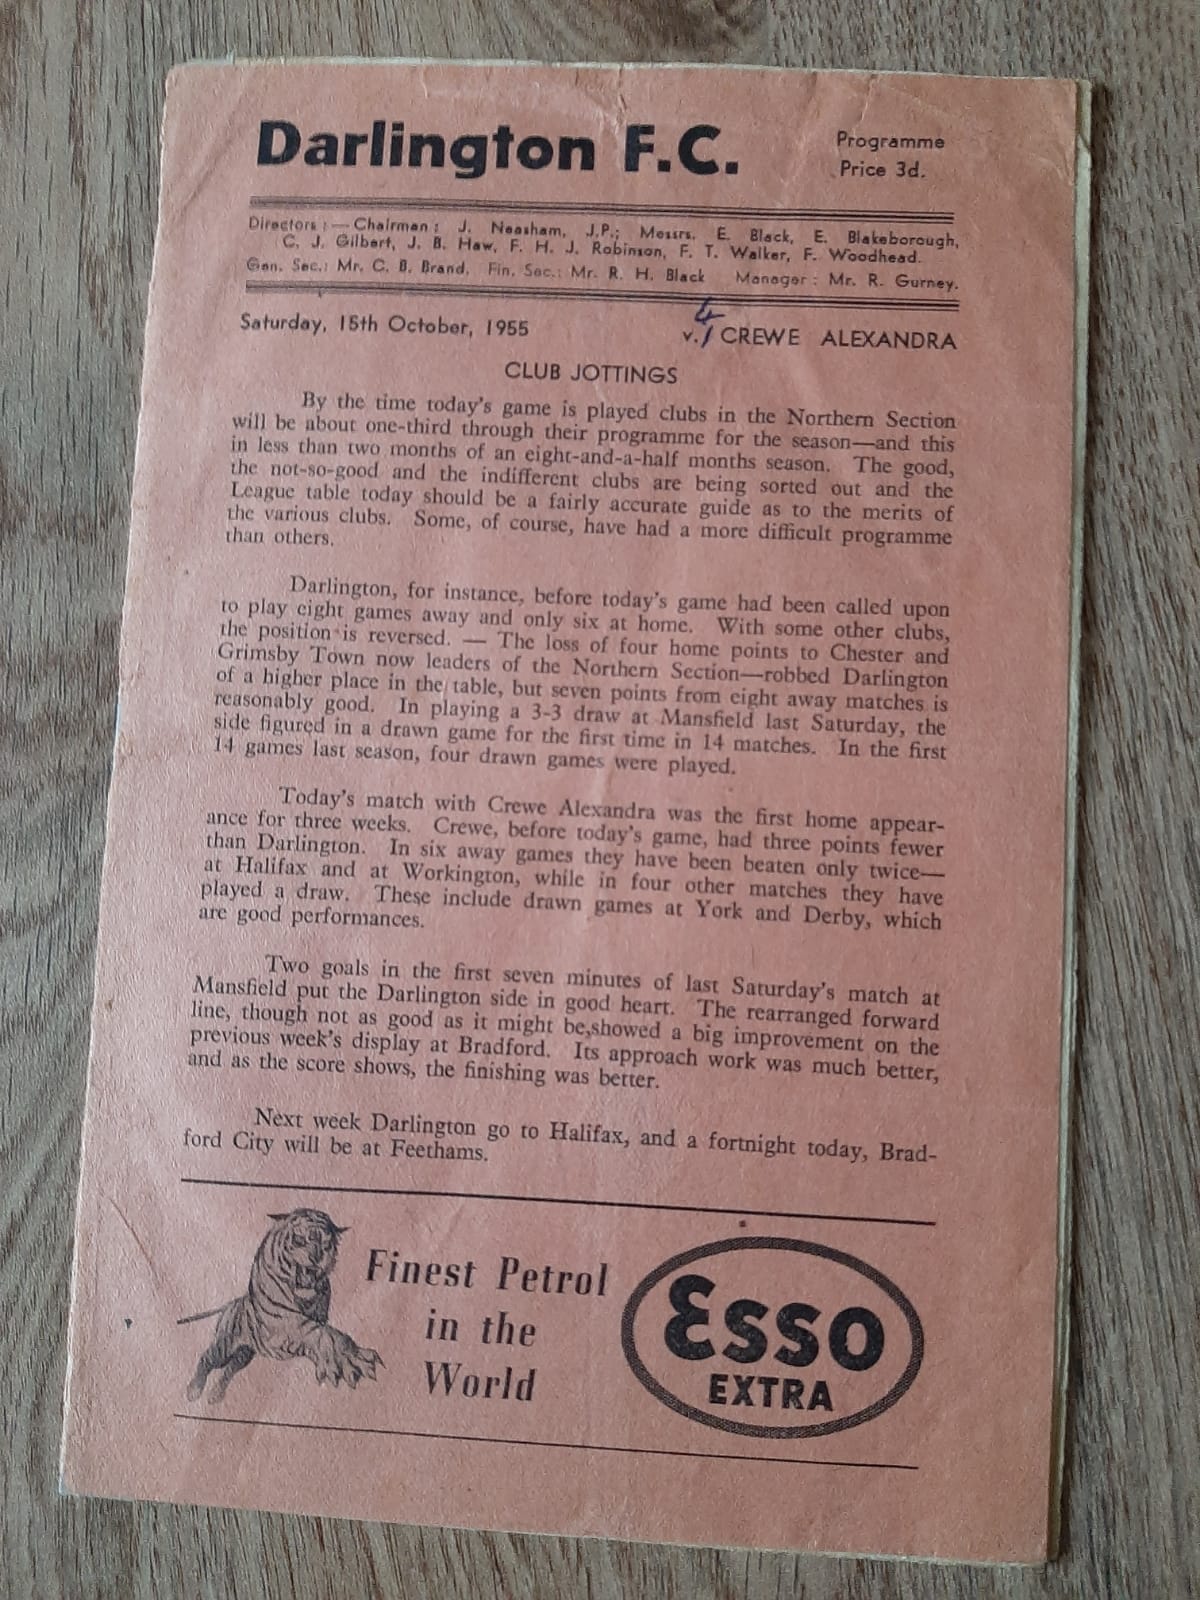 Darlington F.C.
Programme
Price 3d.
Directors :— Chairman : J. Neasham, J.P.; Messrs. E. Black, E. Blakeborough,
C. J. Gilbert, J. B. Haw, F. H. J. Robinson, F. T. Walker, F. Woodhead.
Gen. Sec.: Mr. C. B. Brand, Fin. Sec.: Mr. R. H. Black Manager : Mr. R. Gurney.
Saturday, 15th October, 1955
4
v. 1 CREWE ALEXANDRA
CLUB JOTTINGS
By the time today's game is played clubs in the Northern Section
will be about one-third through their programme for the season—and this
in less than two months of an eight-and-a-half months season. The good,
the not-so-good and the indifferent clubs are being sorted out and the
League table today should be a fairly accurate guide as to the merits of
the various clubs. Some, of course, have had a more difficult programme
than others.
Darlington, for instance, before today's game had been called upon
to play eight games away and only six at home. With some other clubs,
the position is reversed. — The loss of four home points to Chester and
Grimsby Town now leaders of the Northern Section—robbed Darlington
of a higher place in the table, but seven points from eight away matches is
reasonably good. In playing a 3-3 draw at Mansfield last Saturday, the
side figured in a drawn game for the first time in 14 matches. In the first
14 games last season, four drawn games were played.
Today's match with Crewe Alexandra was the first home appear-
ance for three weeks. Crewe, before today's game, had three points fewer
than Darlington. In six away games they have been beaten only twice—
at Halifax and at Workington, while in four other matches they have
played a draw. These include drawn games at York and Derby, which
are good performances.
Two goals in the first seven minutes of last Saturday's match at
Mansfield put the Darlington side in good heart. The rearranged forward
line, though not as good as it might be,showed a big improvement on the
previous week's display at Bradford. Its approach work was much better,
and as the score shows, the finishing was better.
Next week Darlington go to Halifax, and a fortnight today, Brad-
ford City will be at Feethams.
Finest Petrol
in the
World
Esso
EXTRA